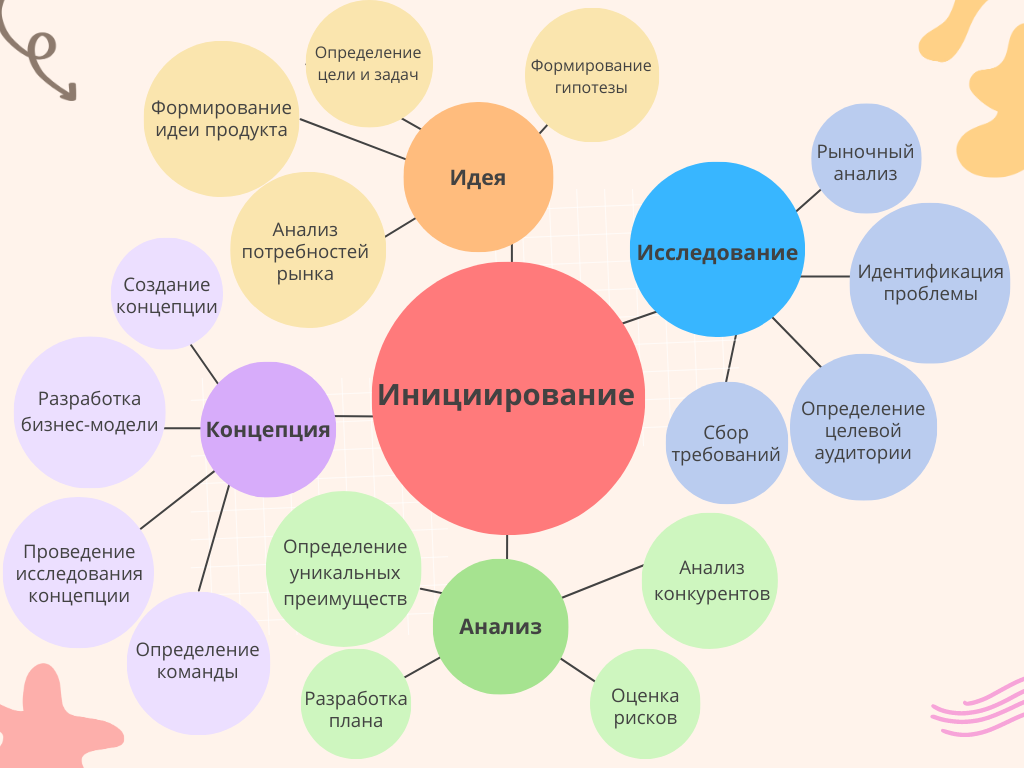 Определение
цели и задач
Формирование
гипотезы
Формирование
идеи продукта
Идея
Анализ
потребностей
рынка
Рыночный
анализ
Исследование
Идентификация
проблемы
Определение
целевой
аудитории
Сбор
требований
Инициирование
Создание
концепции
Разработка
бизнес-модели
Концепция
Проведение
исследования
концепции
Определение
команды
Определение
уникальных
преимуществ
Анализ
Анализ
конкурентов
Разработка
плана
Оценка
рисков